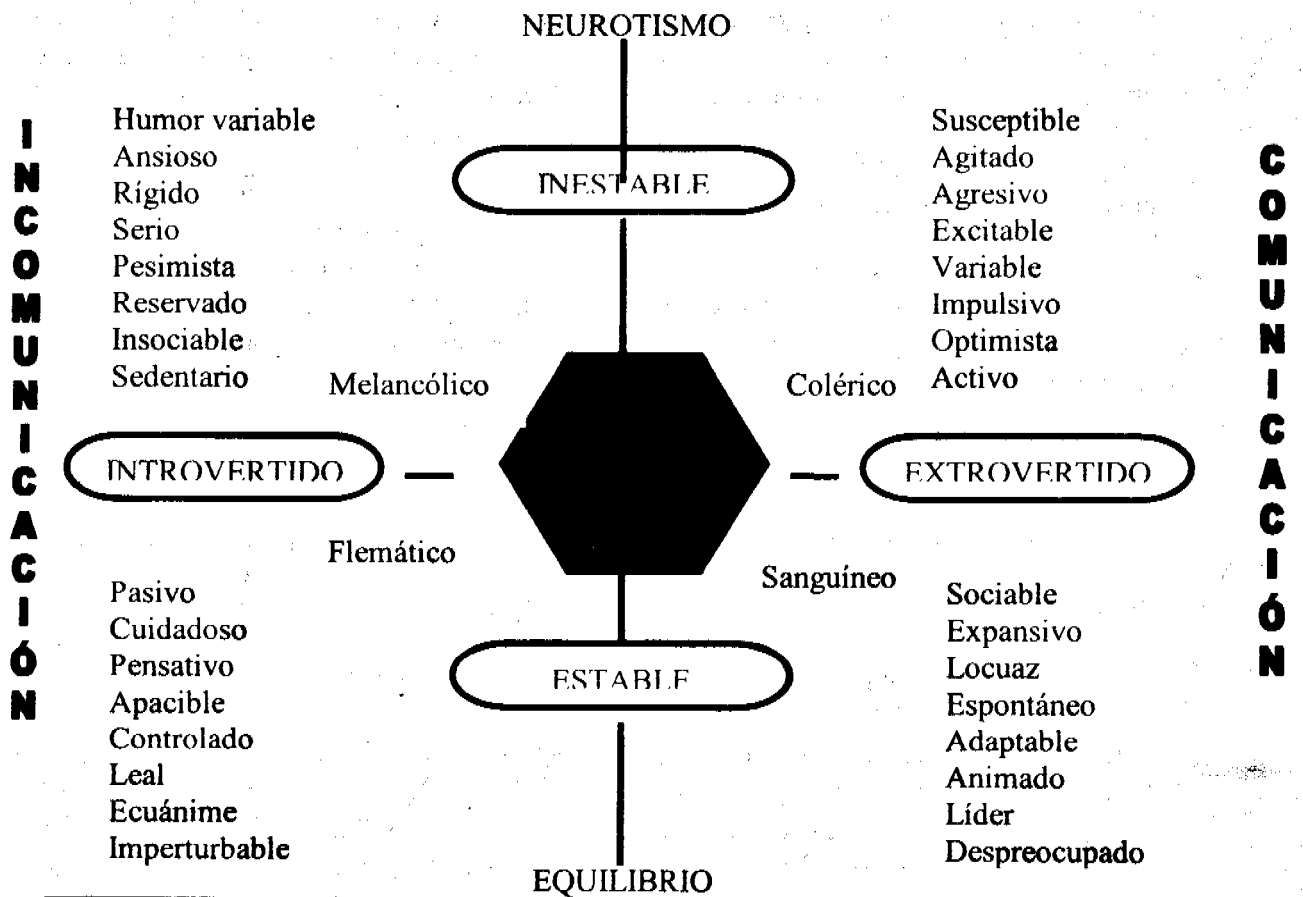 NEUROTISMO
INCOMUNICACIÓN
Humor variable
Ansioso
Rígido
Serio
Pesimista
Reservado
Insociable
Sedentario
INESTABLE
Susceptible
Agitado
Agresivo
Excitable
Variable
Impulsivo
Optimista
Activo
COMUNICACIÓN
Melancólico
Colérico
INTROVERTIDO
EXTROVERTIDO
Flemático
Sanguíneo
Pasivo
Cuidadoso
Pensativo
Apacible
Controlado
Leal
Ecuánime
Imperturbable
ESTABLE
Sociable
Expansivo
Locuaz
Espontáneo
Adaptable
Animado
Líder
Despreocupado
EQUILIBRIO